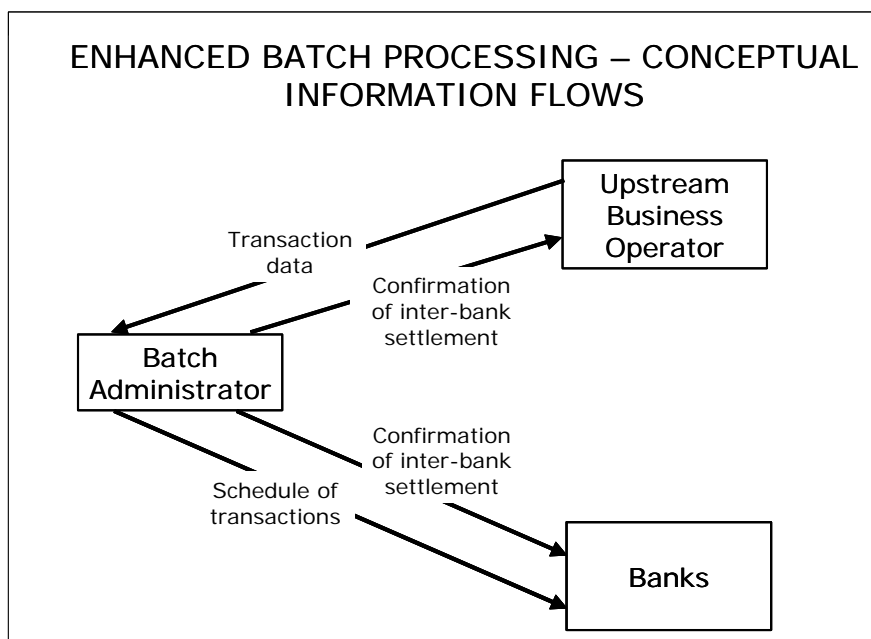 ENHANCED BATCH PROCESSING – CONCEPTUAL
INFORMATION FLOWS
Upstream
Business
Operator
Transaction
data
Confirmation
of inter-bank
settlement
Batch
Administrator
Confirmation
of inter-bank
settlement
Schedule of
transactions
Banks